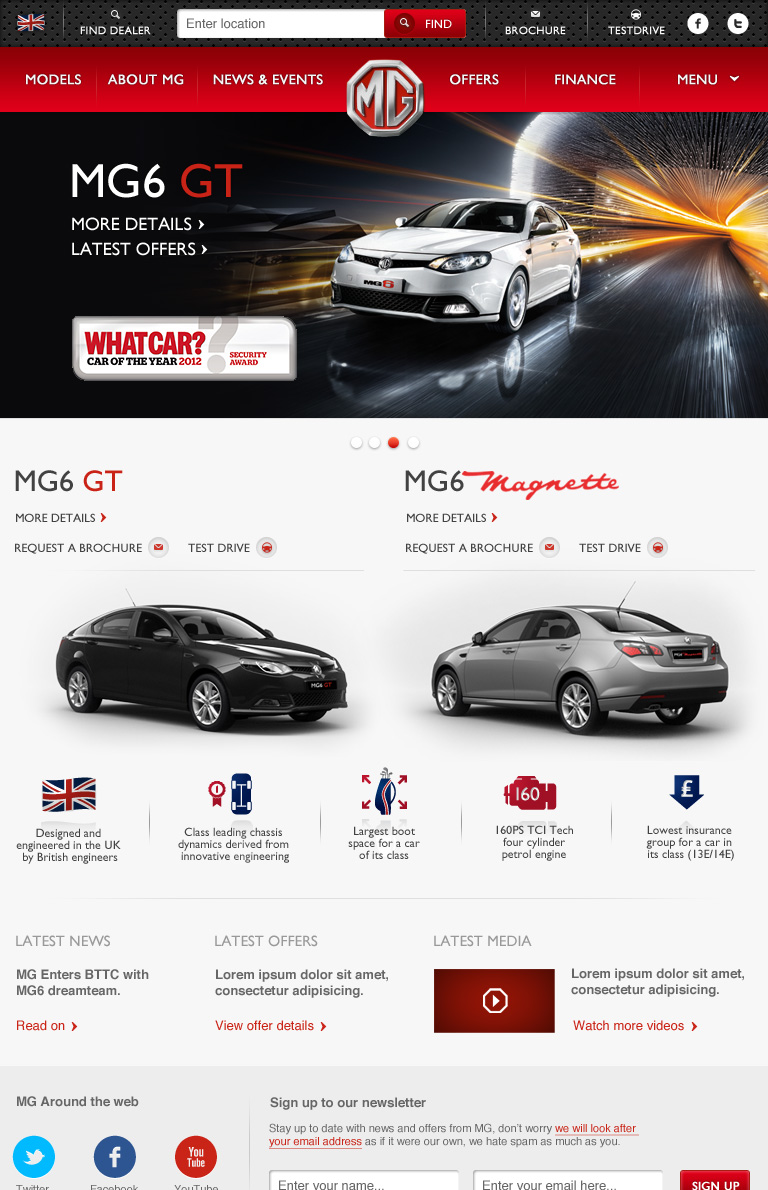 FIND DEALER
Enter location
FIND
BROCHURE
TESTDRIVE
MODELS
ABOUT MG
NEWS & EVENTS
MG
OFFERS
FINANCE
MENU
MG6 GT
MORE DETAILS
LATEST OFFERS
MG6
WHATCAR?
CAR OF THE YEAR 2012
SECURITY
AWARD
MG6 GT
MORE DETAILS
REQUEST A BROCHURE
TEST DRIVE
MG6 Magnette
MORE DETAILS
REQUEST A BROCHURE
TEST DRIVE
MG6 GT
MG6 Magnette
Designed and
engineered in the UK
by British engineers
1
Class leading chassis
dynamics derived from
innovative engineering
Largest boot
space for a car
of its class
160
160PS TCI Tech
four cylinder
petrol engine
£
Lowest insurance
group for a car in
its class (13E/14E)
LATEST NEWS
MG Enters BTTC with
MG6 dreamteam.
Read on
LATEST OFFERS
Lorem ipsum dolor sit amet,
consectetur adipisicing.
View offer details
LATEST MEDIA
Lorem ipsum dolor sit amet,
consectetur adipisicing.
Watch more videos
MG Around the web
You
Tube
Twitter
Facebook
YouTube
Sign up to our newsletter
Stay up to date with news and offers from MG, don't worry we will look after
your email address as if it were our own, we hate spam as much as you.
Enter your name...
Enter your email here...
SIGN UP